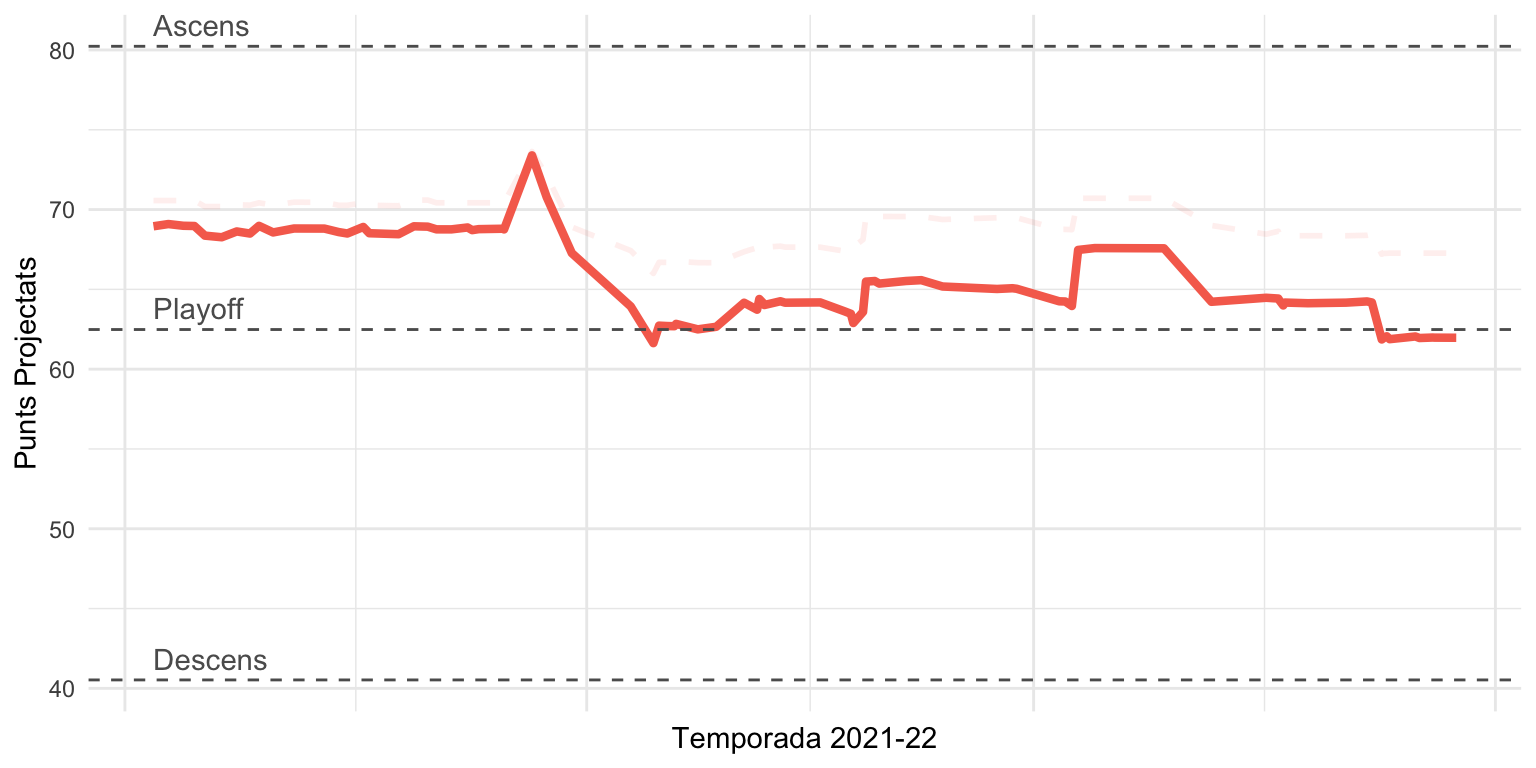 Ascens
80
70
Playoff
60
50
Descens
40
Punts Projectats
Temporada 2021-22